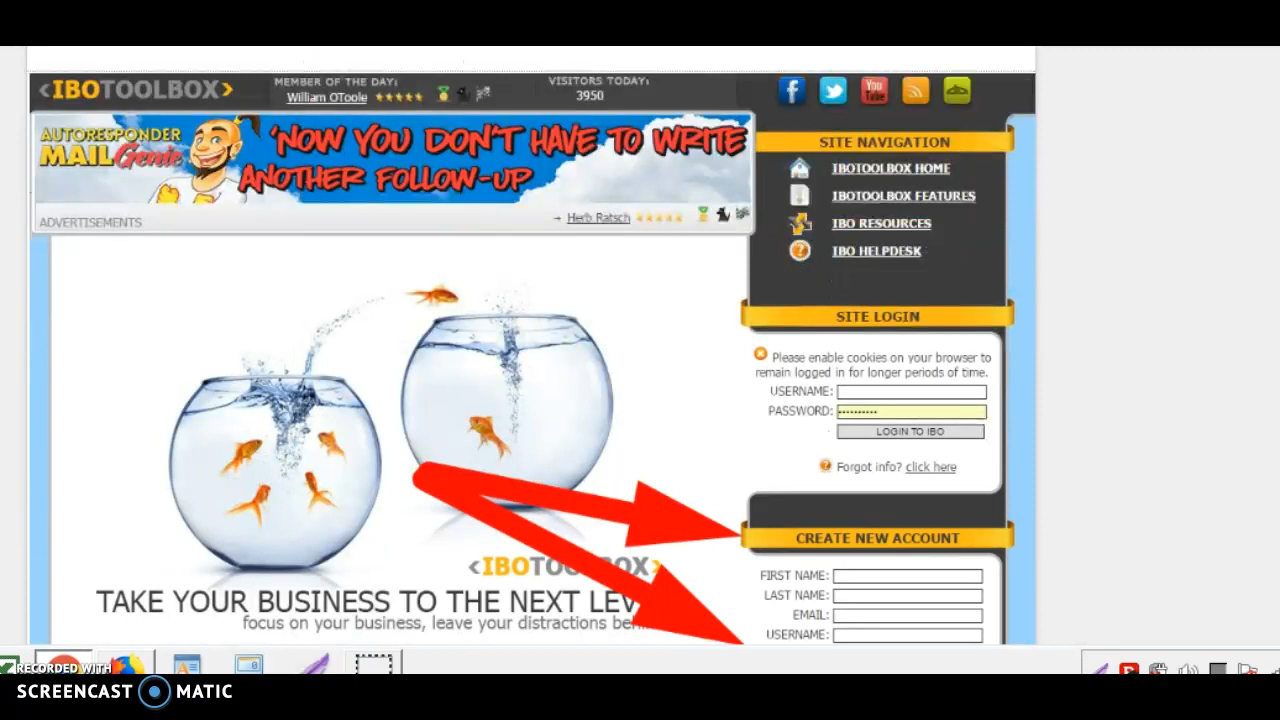 <IBOTOOLBOX>
MEMBER OF THE DAY:
William OToole
VISITORS TODAY:
3950
You
Tube
AUTORESPONDER
MAIL Genie
'NOW YOU DON'T HAVE TO WRITE
ANOTHER FOLLOW-UP
ADVERTISEMENTS
Herb Ratsch
SITE NAVIGATION
IBOTOOLBOX HOME
IBOTOOLBOX FEATURES
IBO RESOURCES
IBO HELPDESK
SITE LOGIN
Please enable cookies on your browser to
remain logged in for longer periods of time.
USERNAME:
PASSWORD:
LOGIN TO IBO
Forgot info? click here
CREATE NEW ACCOUNT
FIRST NAME:
LAST NAME:
EMAIL:
USERNAME:
<IBOTOOLBOX>
TAKE YOUR BUSINESS TO THE NEXT LEV
focus on your business, leave your distractions beh
RECORDED WITH
SCREENCAST MATIC